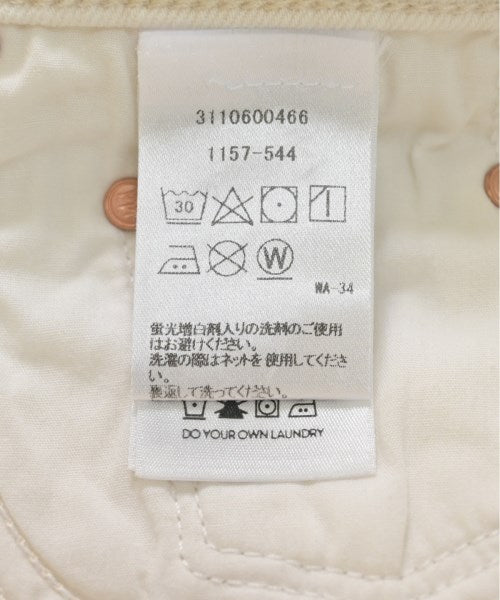 3110600466
1157-544
30
W
WA-34
蛍光増白剤入りの洗剤のご使用
はお避けください。
洗濯の際はネットを使用してくださ
い。
裏返して洗ってください。
DO YOUR OWN LAUNDRY